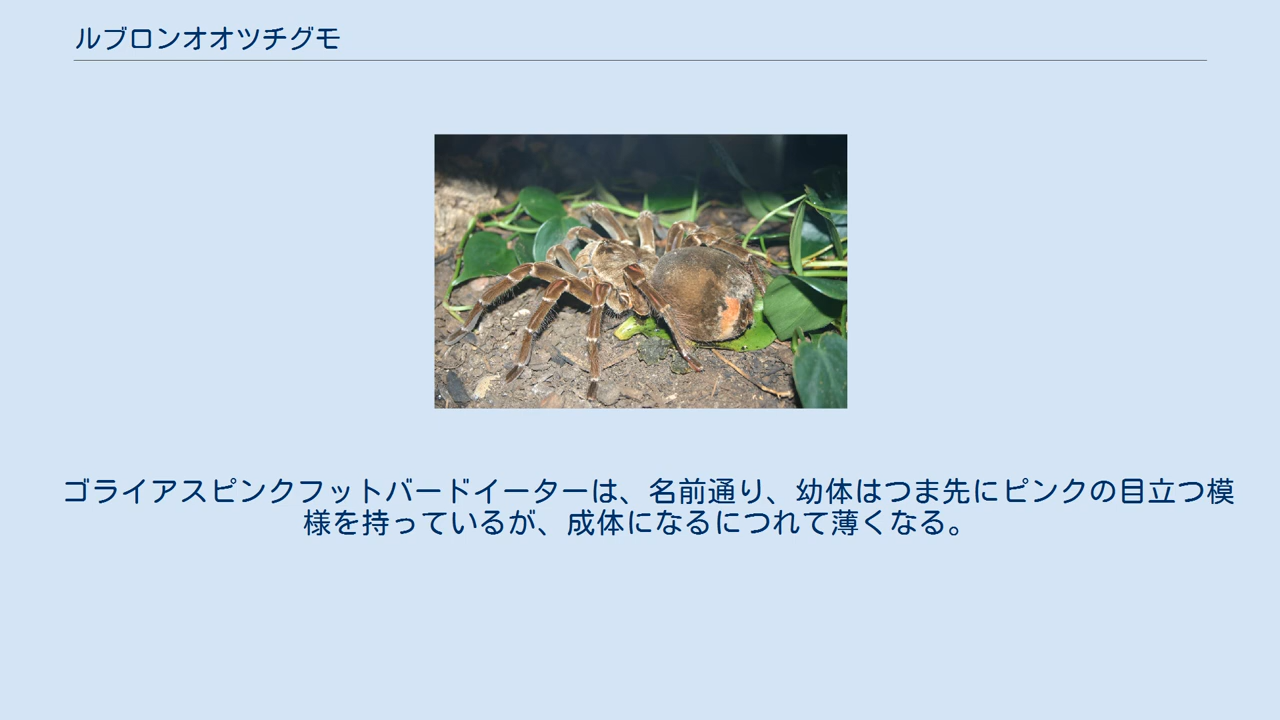 ルブロンオオツチグモ
ゴライアスピンクフットバードイーターは、名前通り、幼体はつま先にピンクの目立つ模
様を持っているが、成体になるにつれて薄くなる。